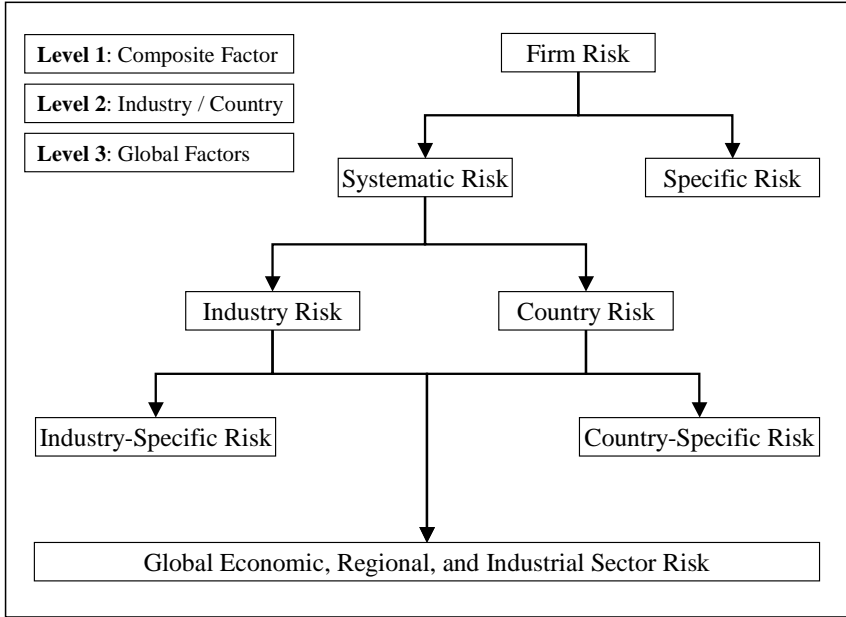 Level 1: Composite Factor
Level 2: Industry / Country
Level 3: Global Factors
Firm Risk
Systematic Risk
Specific Risk
Industry Risk
Country Risk
Industry-Specific Risk
Country-Specific Risk
Global Economic, Regional, and Industrial Sector Risk